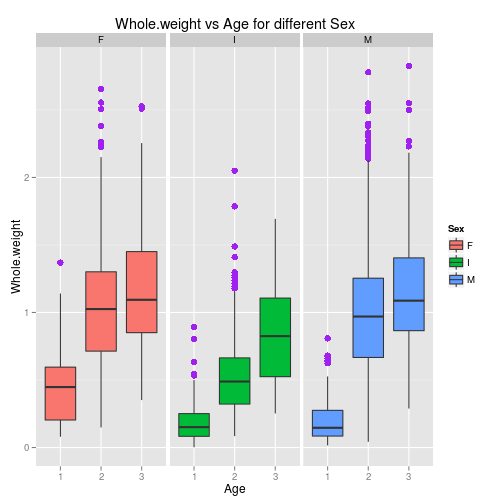 Whole.weight vs Age for different Sex
F I M
Whole.weight
2
1
0
1 2 3 1 2 3 1 2 3
Age
Sex
F
I
M